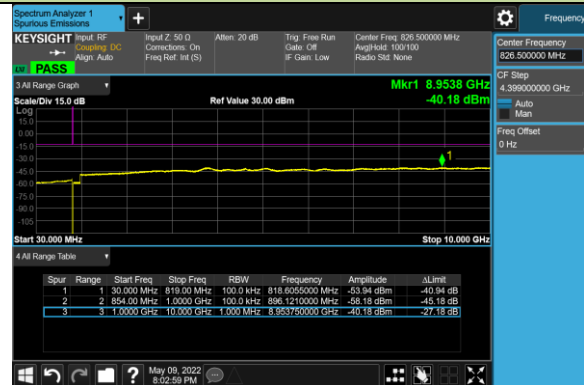 Spectrum Analyzer 1
Spurious Emissions
Frequency
KEYSIGHT
Input: RF
Coupling: DC
Align: Auto
Input Z: 50 Ω
Corrections: On
Freq Ref: Int (S)
Atten: 20 dB
Trig: Free Run
Gate: Off
IF Gain: Low
Center Freq: 826.500000 MHz
Avg|Hold: 100/100
Radio Std: None
PASS
3 All Range Graph
Mkr1 8.9538 GHz
Scale/Div 15.0 dB
Ref Value 30.00 dBm
-40.18 dBm
Log
15.0
0.00
-15.0
-30.0
-45.0
-60.0
-75.0
-90.0
-105
1
Start 30.000 MHz
Stop 10.000 GHz
4 All Range Table
Spur Range Start Freq Stop Freq RBW Frequency Amplitude ΔLimit
1 1 30.000 MHz 819.00 MHz 100.0 kHz 818.6055000 MHz -53.94 dBm -40.94 dB
2 2 854.00 MHz 1.0000 GHz 100.0 kHz 896.1210000 MHz -58.18 dBm -45.18 dB
3 3 1.0000 GHz 10.000 GHz 1.000 MHz 8.953750000 GHz -40.18 dBm -27.18 dB
Center Frequency
826.500000 MHz
CF Step
4.399000000 GHz
Auto
Man
Freq Offset
0 Hz
May 09, 2022
8:02:59 PM